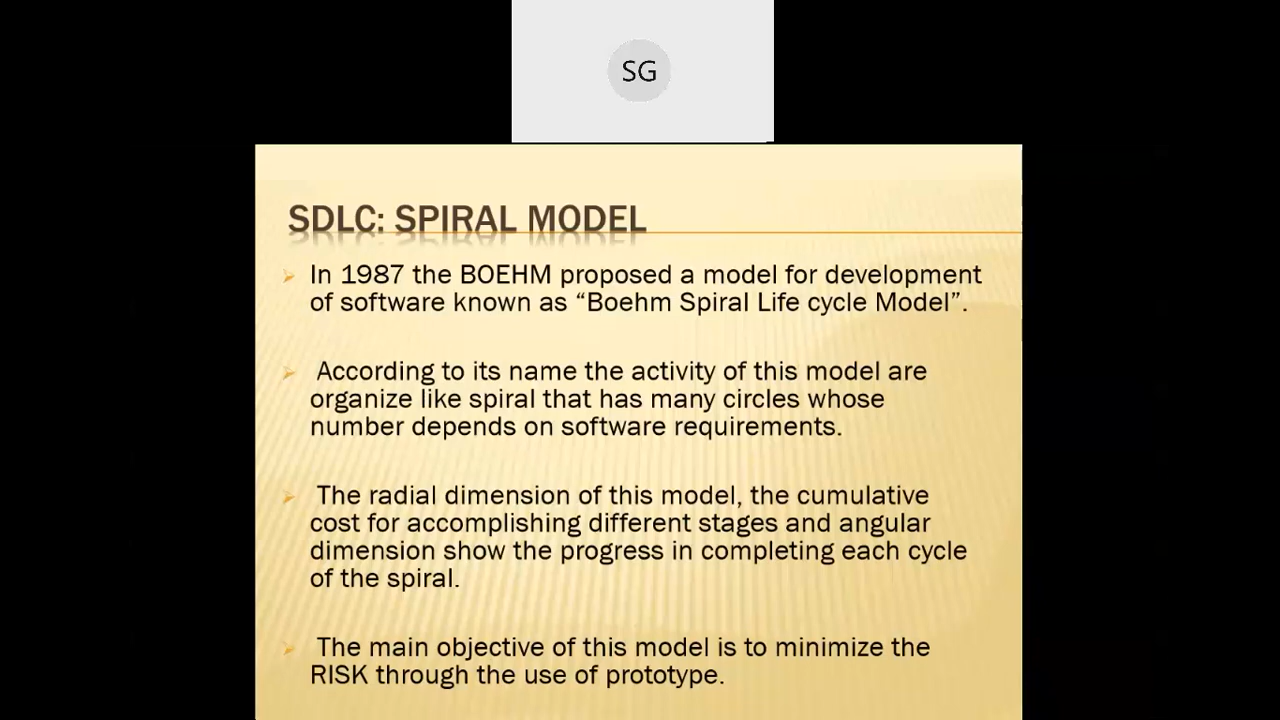 SG
SDLC: SPIRAL MODEL
In 1987 the BOEHM proposed a model for development
of software known as “Boehm Spiral Life cycle Model”.
According to its name the activity of this model are
organize like spiral that has many circles whose
number depends on software requirements.
The radial dimension of this model, the cumulative
cost for accomplishing different stages and angular
dimension show the progress in completing each cycle
of the spiral.
The main objective of this model is to minimize the
RISK through the use of prototype.